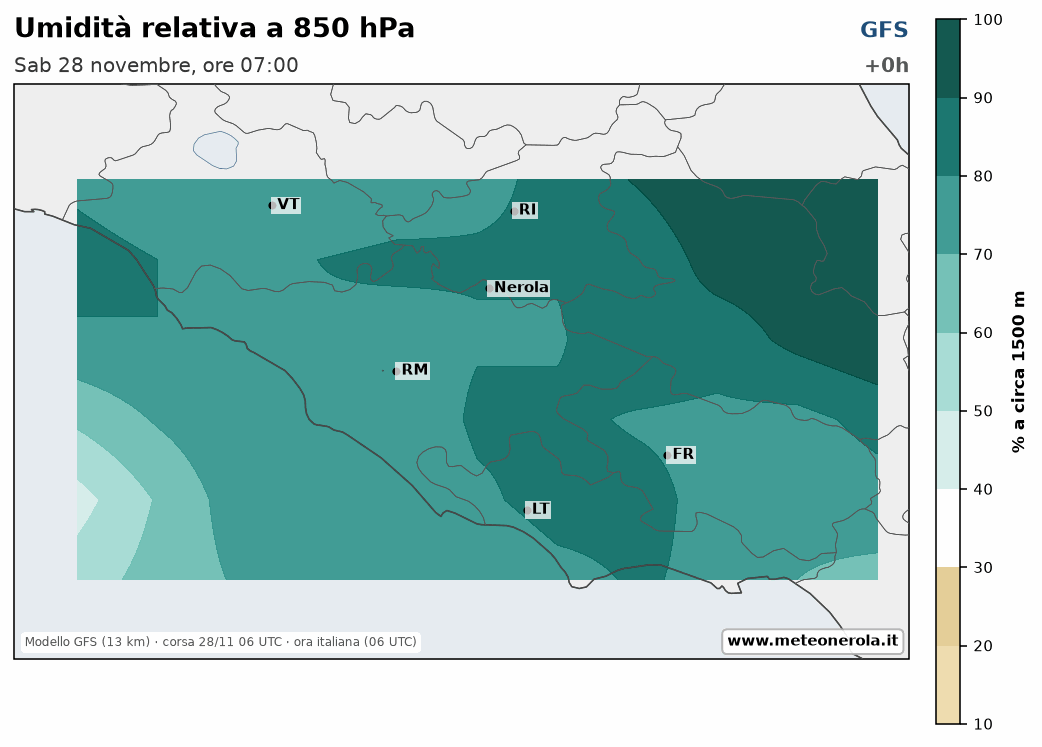 Umidità relativa a 850 hPa
GFS
Sab 28 novembre, ore 07:00
+0h
VT
RI
Nerola
RM
FR
LT
Modello GFS (13 km) · corsa 28/11 06 UTC · ora italiana (06 UTC)
www.meteonerola.it
100
90
80
70
60
50
40
30
20
10
% a circa 1500 m